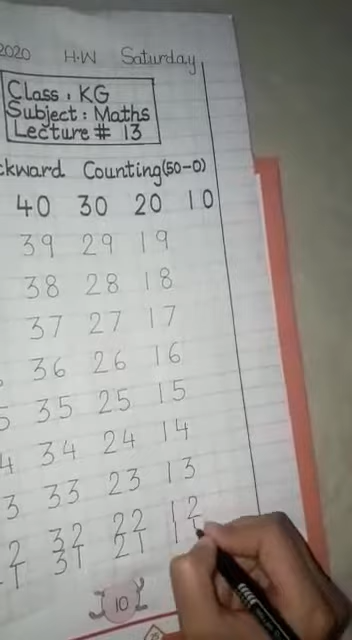 2020 H.W Saturday
Class : KG
Subject : Maths
Lecture # 13
ckward Counting(50-0)
40 30 20 10
39 29 19
38 28 18
37 27 17
36 26 16
5 35 25 15
4 34 24 14
3 33 23 13
2 32 22 12
1 31 21 1
10